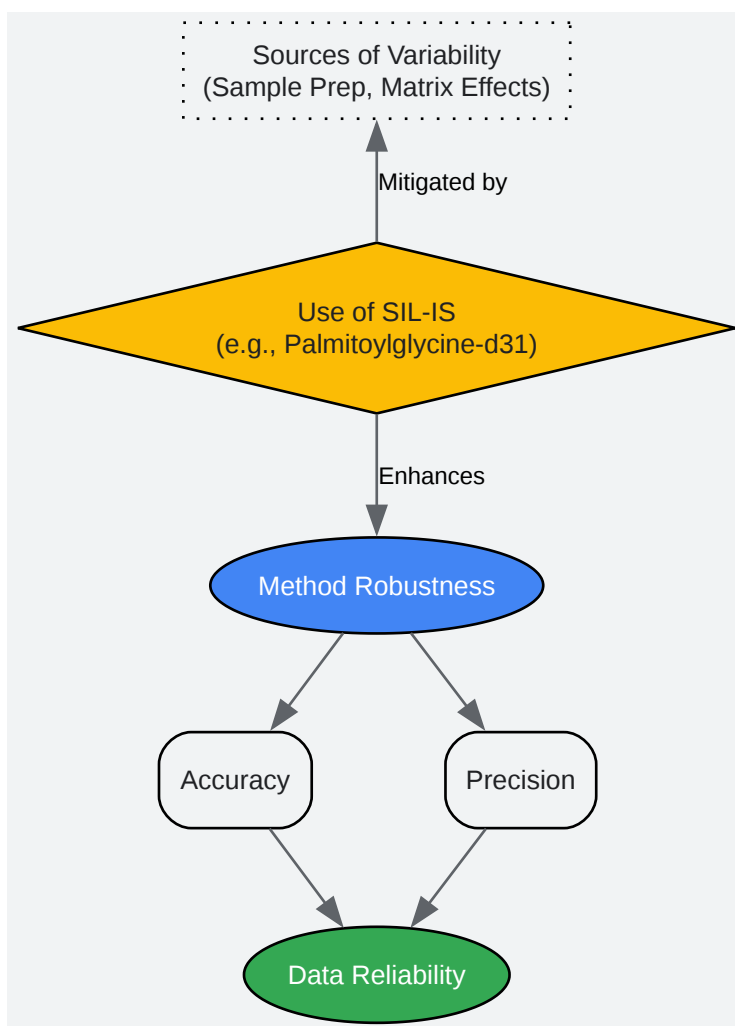 Sources of Variability
(Sample Prep, Matrix Effects)
Mitigated by
Use of SIL-IS
(e.g., Palmitoylglycine-d31)
Enhances
Method Robustness
Accuracy
Precision
Data Reliability